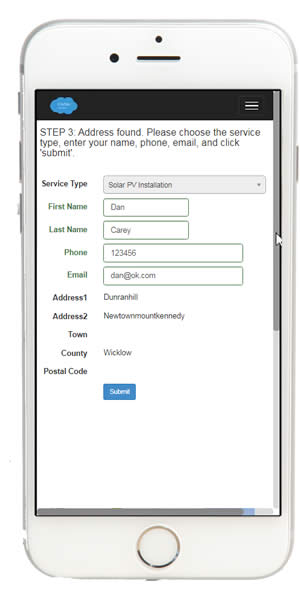 STEP 3: Address found. Please choose the service
type, enter your name, phone, email, and click
'submit'.
Service Type Solar PV Installation
First Name Dan
Last Name Carey
Phone 123456
Email dan@ok.com
Address1 Dunranhill
Address2 Newtownmountkennedy
Town
County Wicklow
Postal Code
Submit